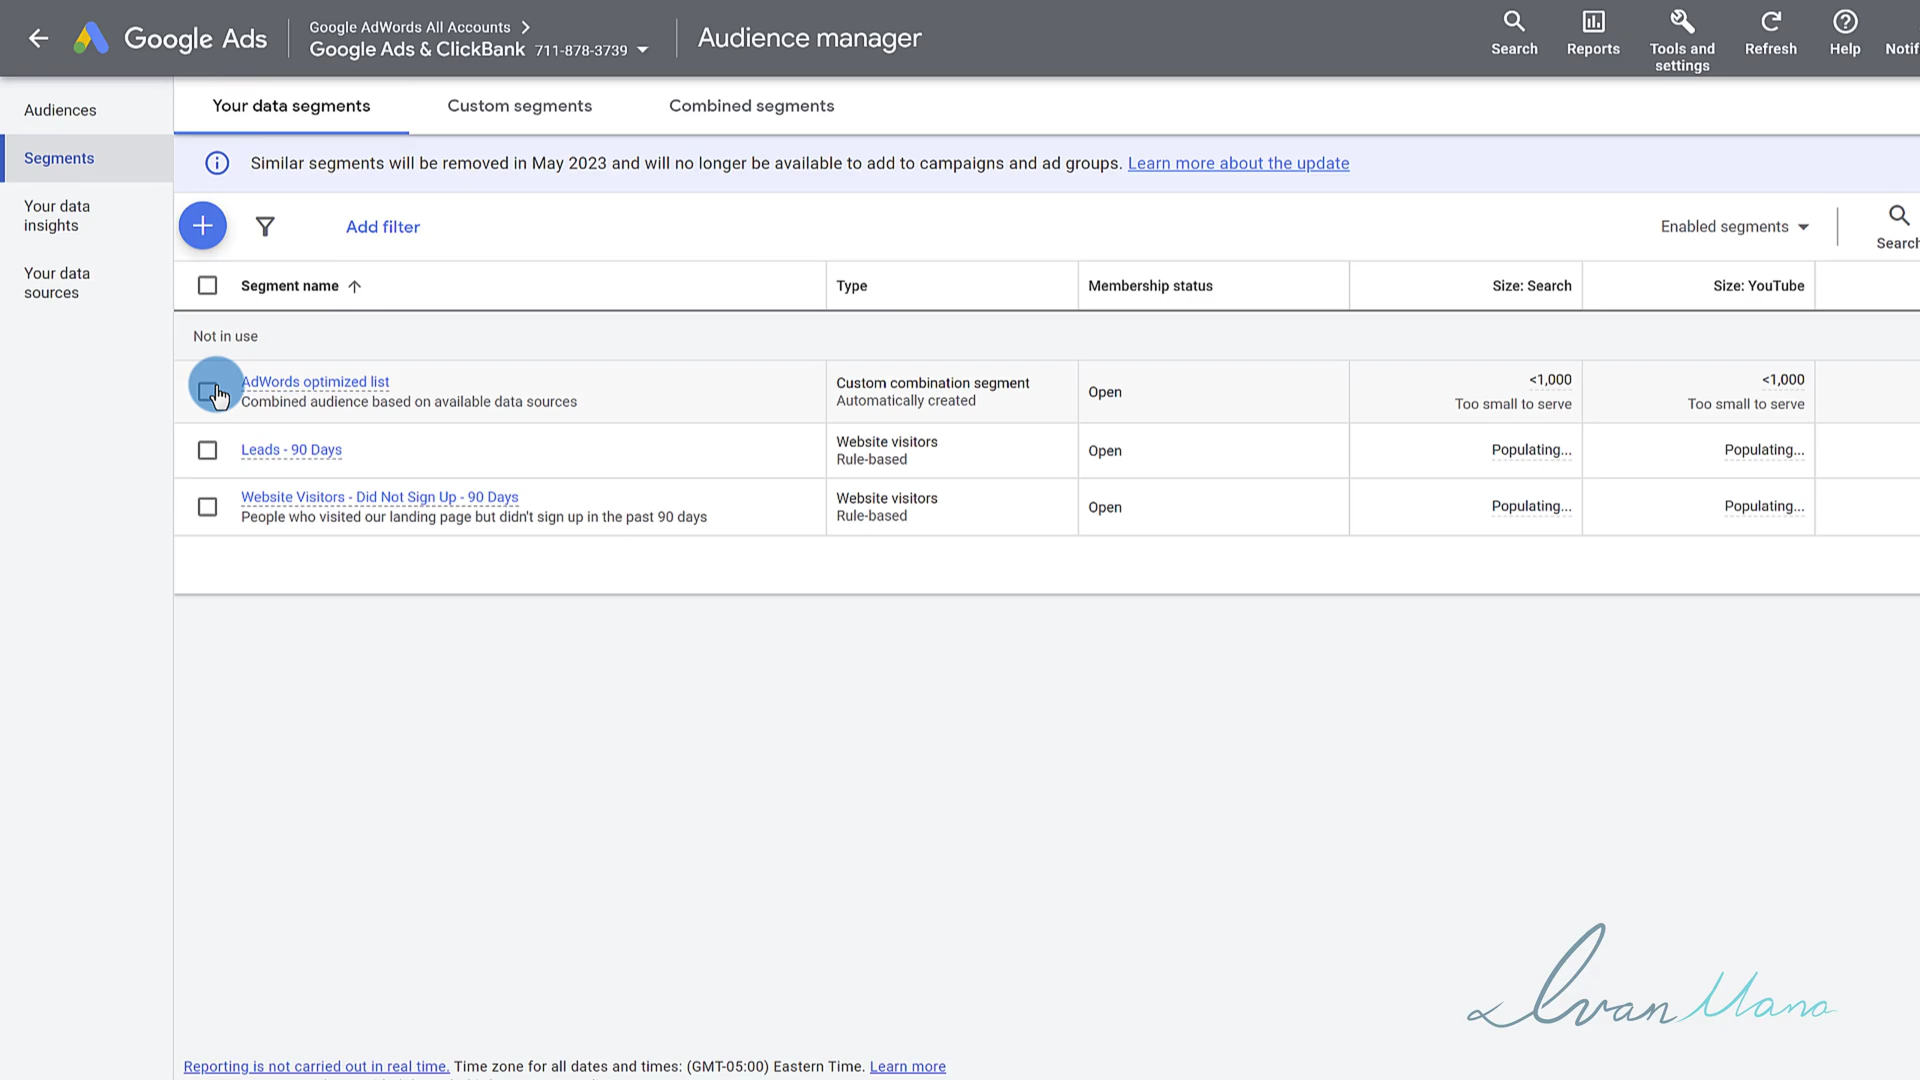 Google Ads
Google AdWords All Accounts
Google Ads & ClickBank 711-878-3739
Audience manager
Search
Reports
Tools and
settings
Refresh
Help
Notif
Audiences
Segments
Your data
insights
Your data
sources
Your data segments
Custom segments
Combined segments
Similar segments will be removed in May 2023 and will no longer be available to add to campaigns and ad groups. Learn more about the update
Add filter
Enabled segments
Search
Segment name
Type
Membership status
Size: Search
Size: YouTube
Not in use
AdWords optimized list
Combined audience based on available data sources
Custom combination segment
Automatically created
Open
<1,000
Too small to serve
<1,000
Too small to serve
Leads - 90 Days
Website visitors
Rule-based
Open
Populating...
Populating...
Website Visitors - Did Not Sign Up - 90 Days
People who visited our landing page but didn't sign up in the past 90 days
Website visitors
Rule-based
Open
Populating...
Populating...
Ivan Mana
Reporting is not carried out in real time. Time zone for all dates and times: (GMT-05:00) Eastern Time. Learn more